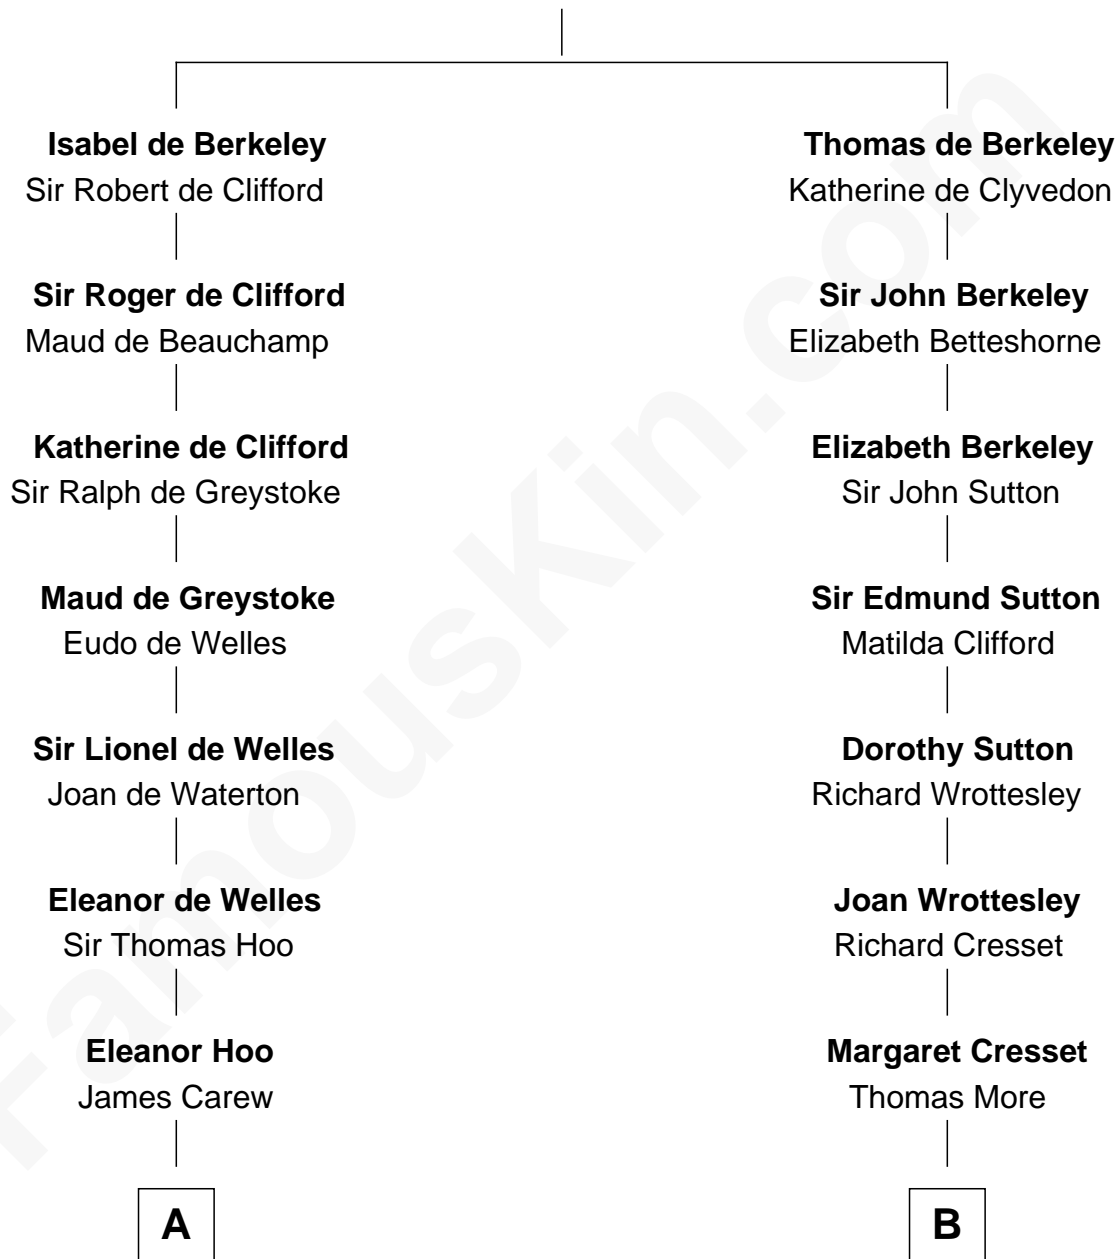 Isabel de Berkeley
Sir Robert de Clifford
Sir Roger de Clifford
Maud de Beauchamp
Katherine de Clifford
Sir Ralph de Greystoke
Maud de Greystoke
Eudo de Welles
Sir Lionel de Welles
Joan de Waterton
Eleanor de Welles
Sir Thomas Hoo
Eleanor Hoo
James Carew
A
Thomas de Berkeley
Katherine de Clyvedon
Sir John Berkeley
Elizabeth Betteshorne
Elizabeth Berkeley
Sir John Sutton
Sir Edmund Sutton
Matilda Clifford
Dorothy Sutton
Richard Wrottesley
Joan Wrottesley
Richard Cresset
Margaret Cresset
Thomas More
B
FamousKin.com